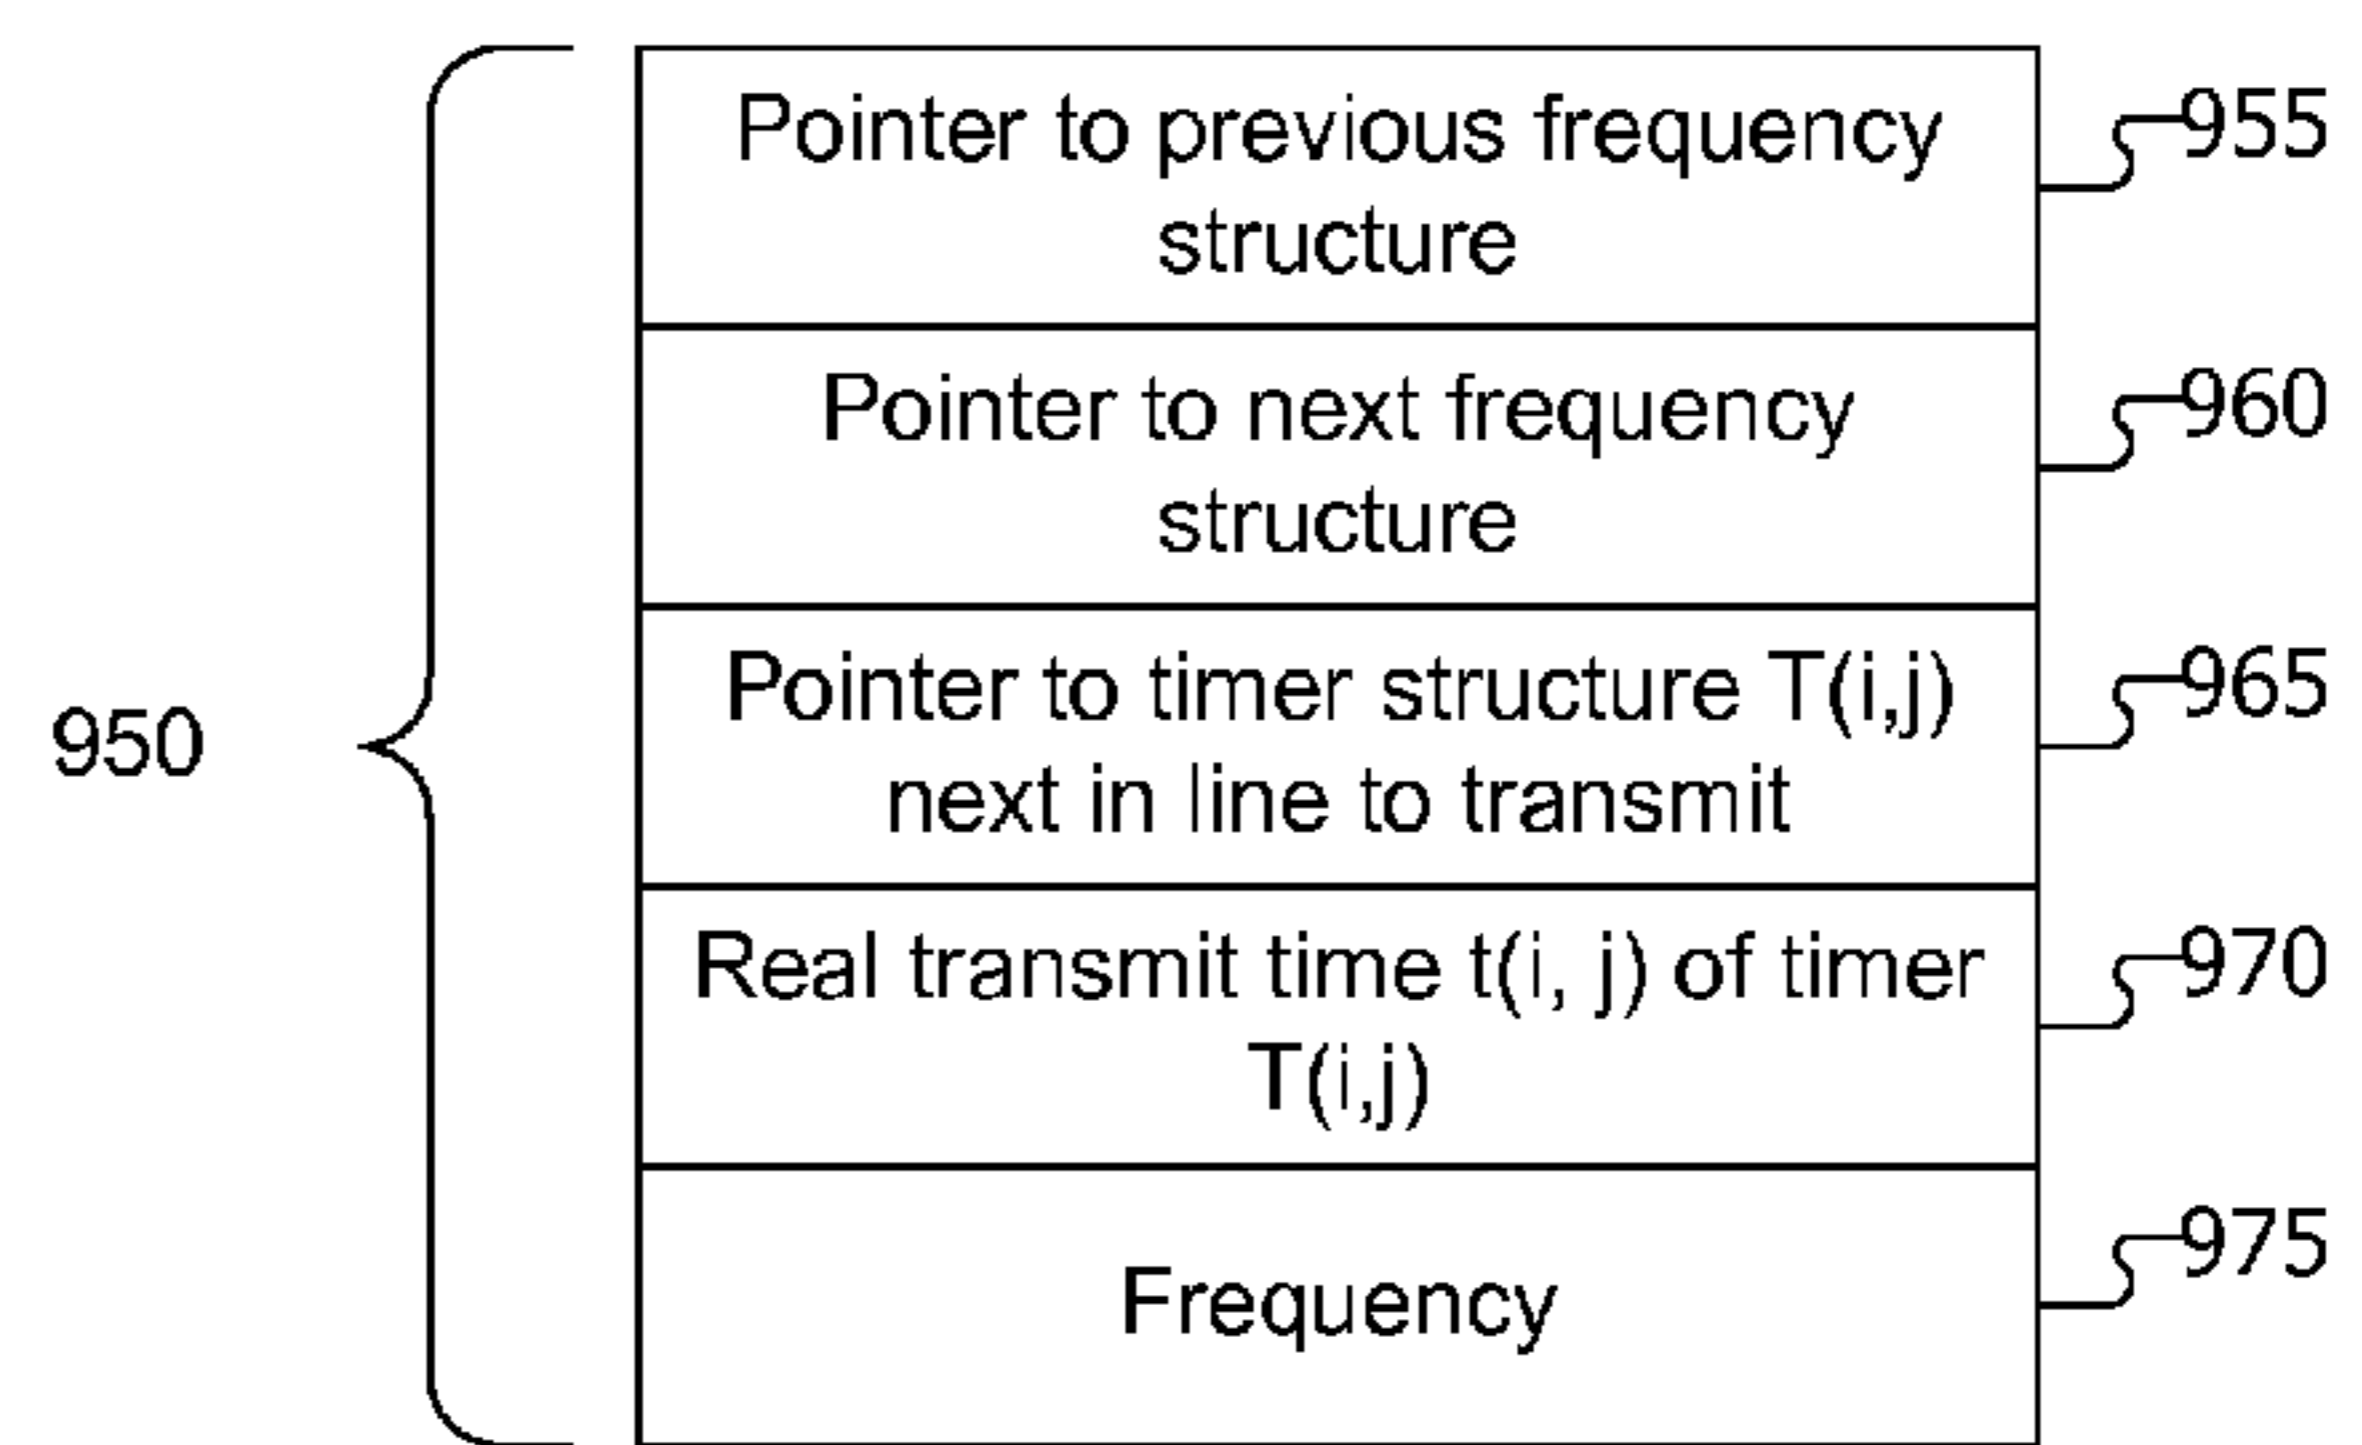 Pointer to previous frequency
structure
955
Pointer to next frequency
structure
960
Pointer to timer structure T(i,j)
next in line to transmit
965
950
Real transmit time t(i, j) of timer
T(i,j)
970
Frequency
975